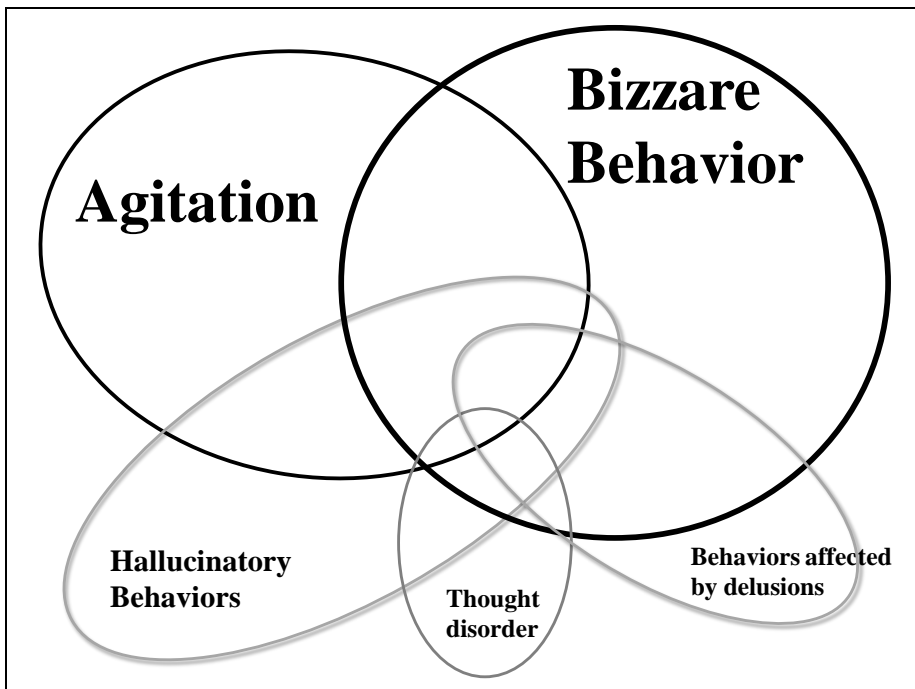 Bizzare
Behavior
Agitation
Hallucinatory
Behaviors
Thought
disorder
Behaviors affected
by delusions